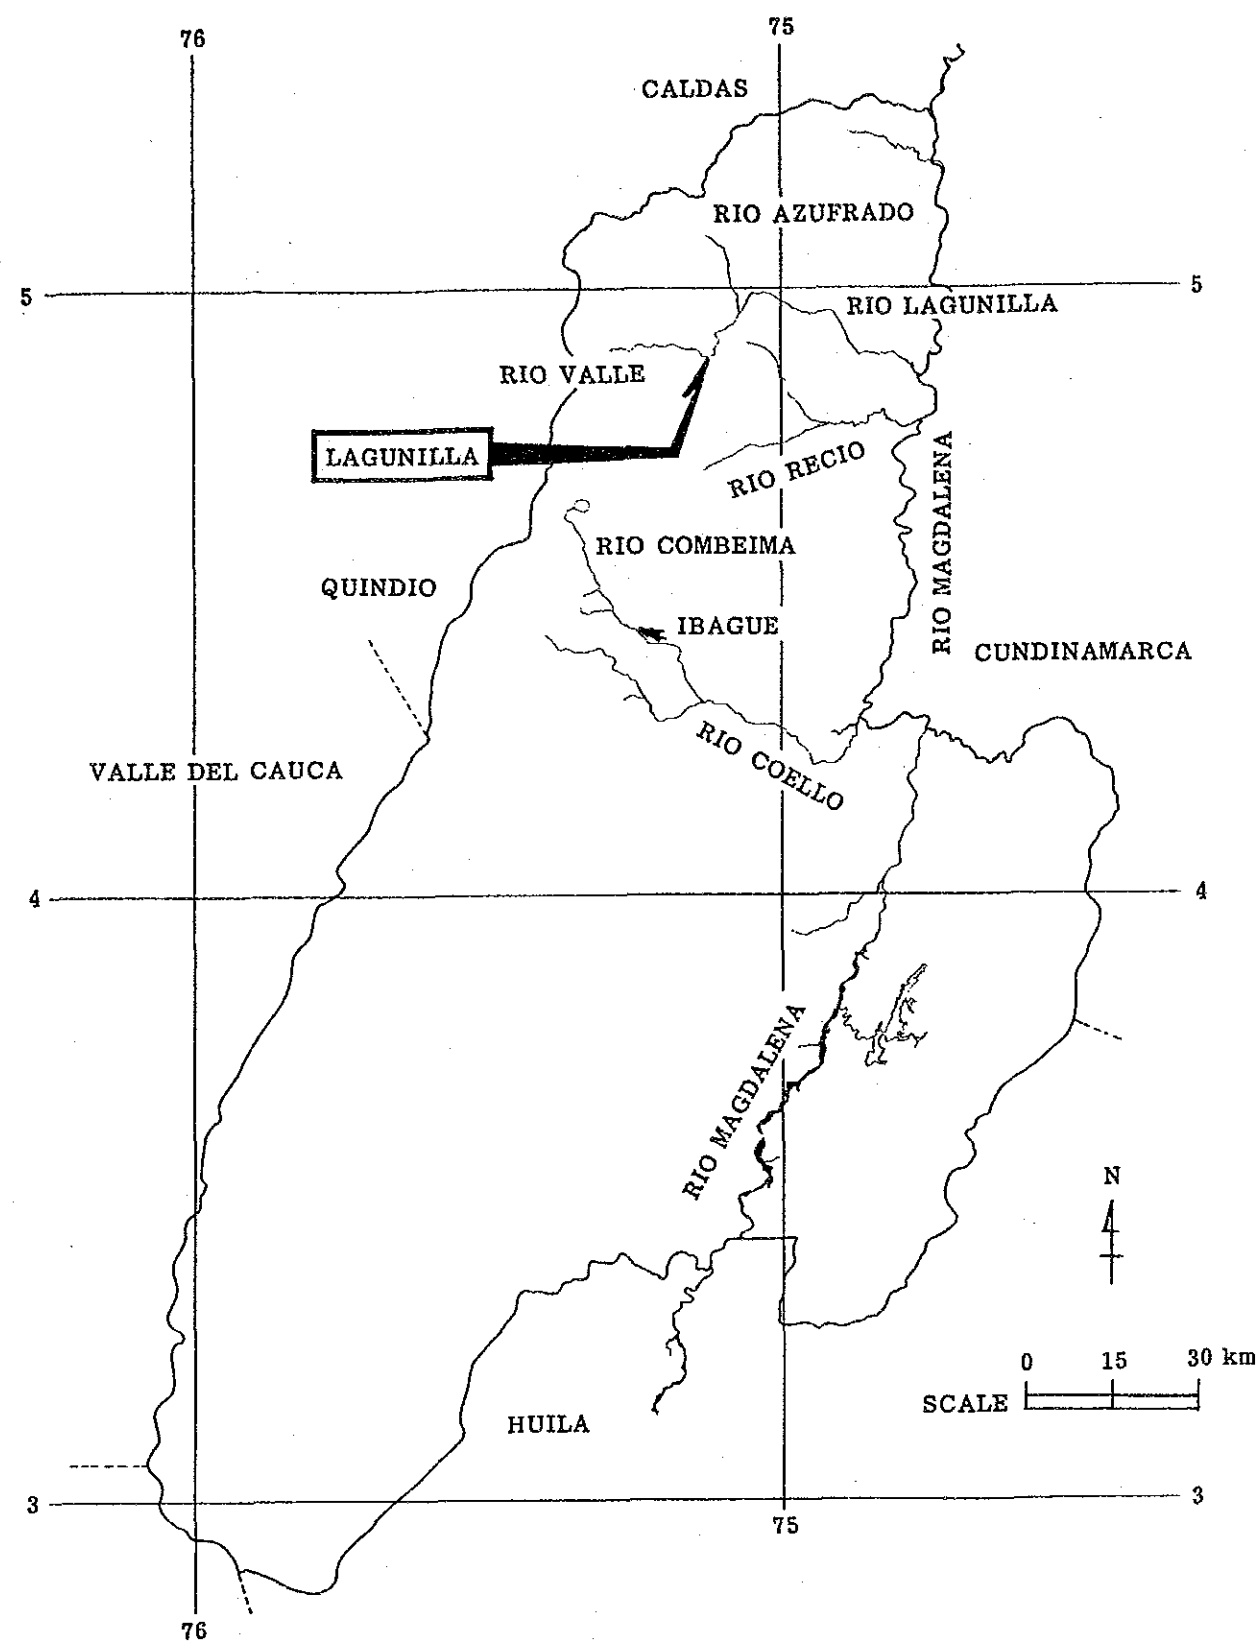 76
75
CALDAS
RIO AZUFRADO
5
5
RIO LAGUNILLA
RIO VALLE
LAGUNILLA
RIO RECIO
RIO MAGDALENA
RIO COMBEIMA
QUINDIO
IBAGUE
CUNDINAMARCA
RIO COELLO
VALLE DEL CAUCA
4
4
RIO MAGDALENA
N
0 15 30 km
SCALE
HUILA
3
3
75
76